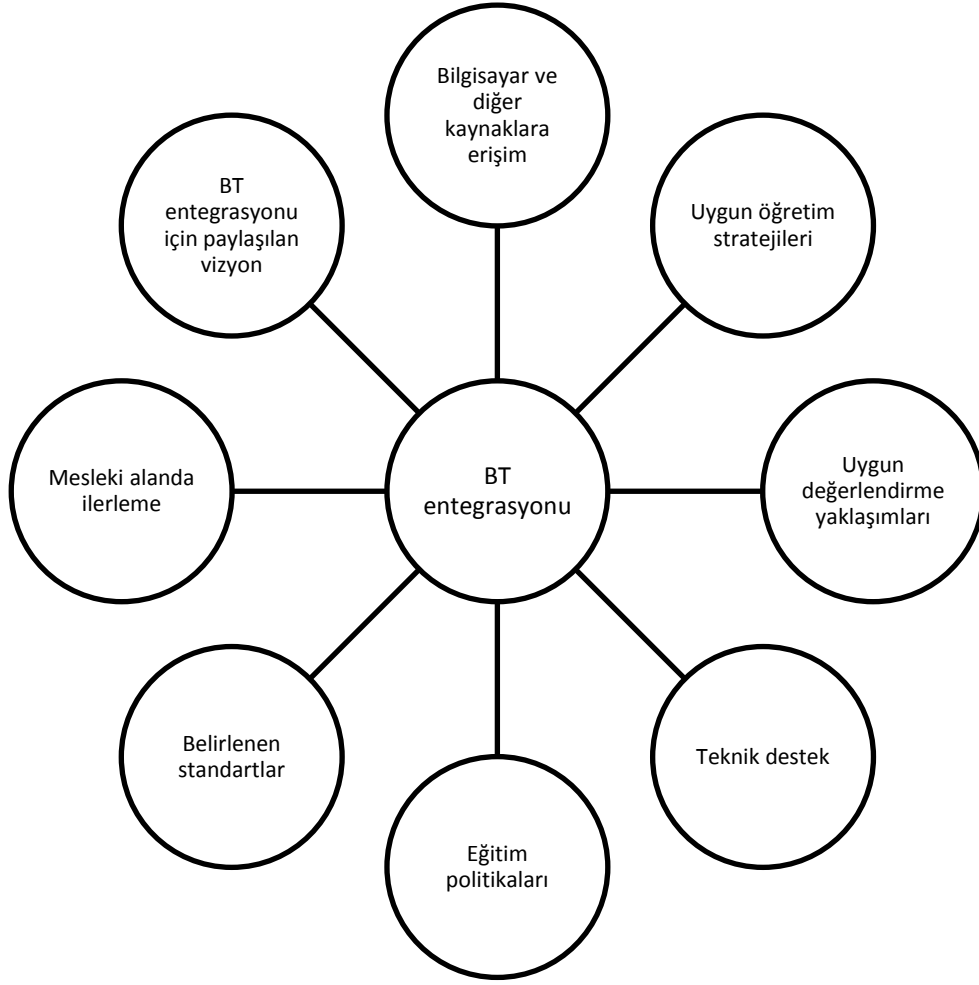 Bilgisayar ve
diğer
kaynaklara
erişim
BT
entegrasyonu
için paylaşılan
vizyon
Uygun öğretim
stratejileri
Mesleki alanda
ilerleme
BT
entegrasyonu
Uygun
değerlendirme
yaklaşımları
Belirlenen
standartlar
Teknik destek
Eğitim
politikaları